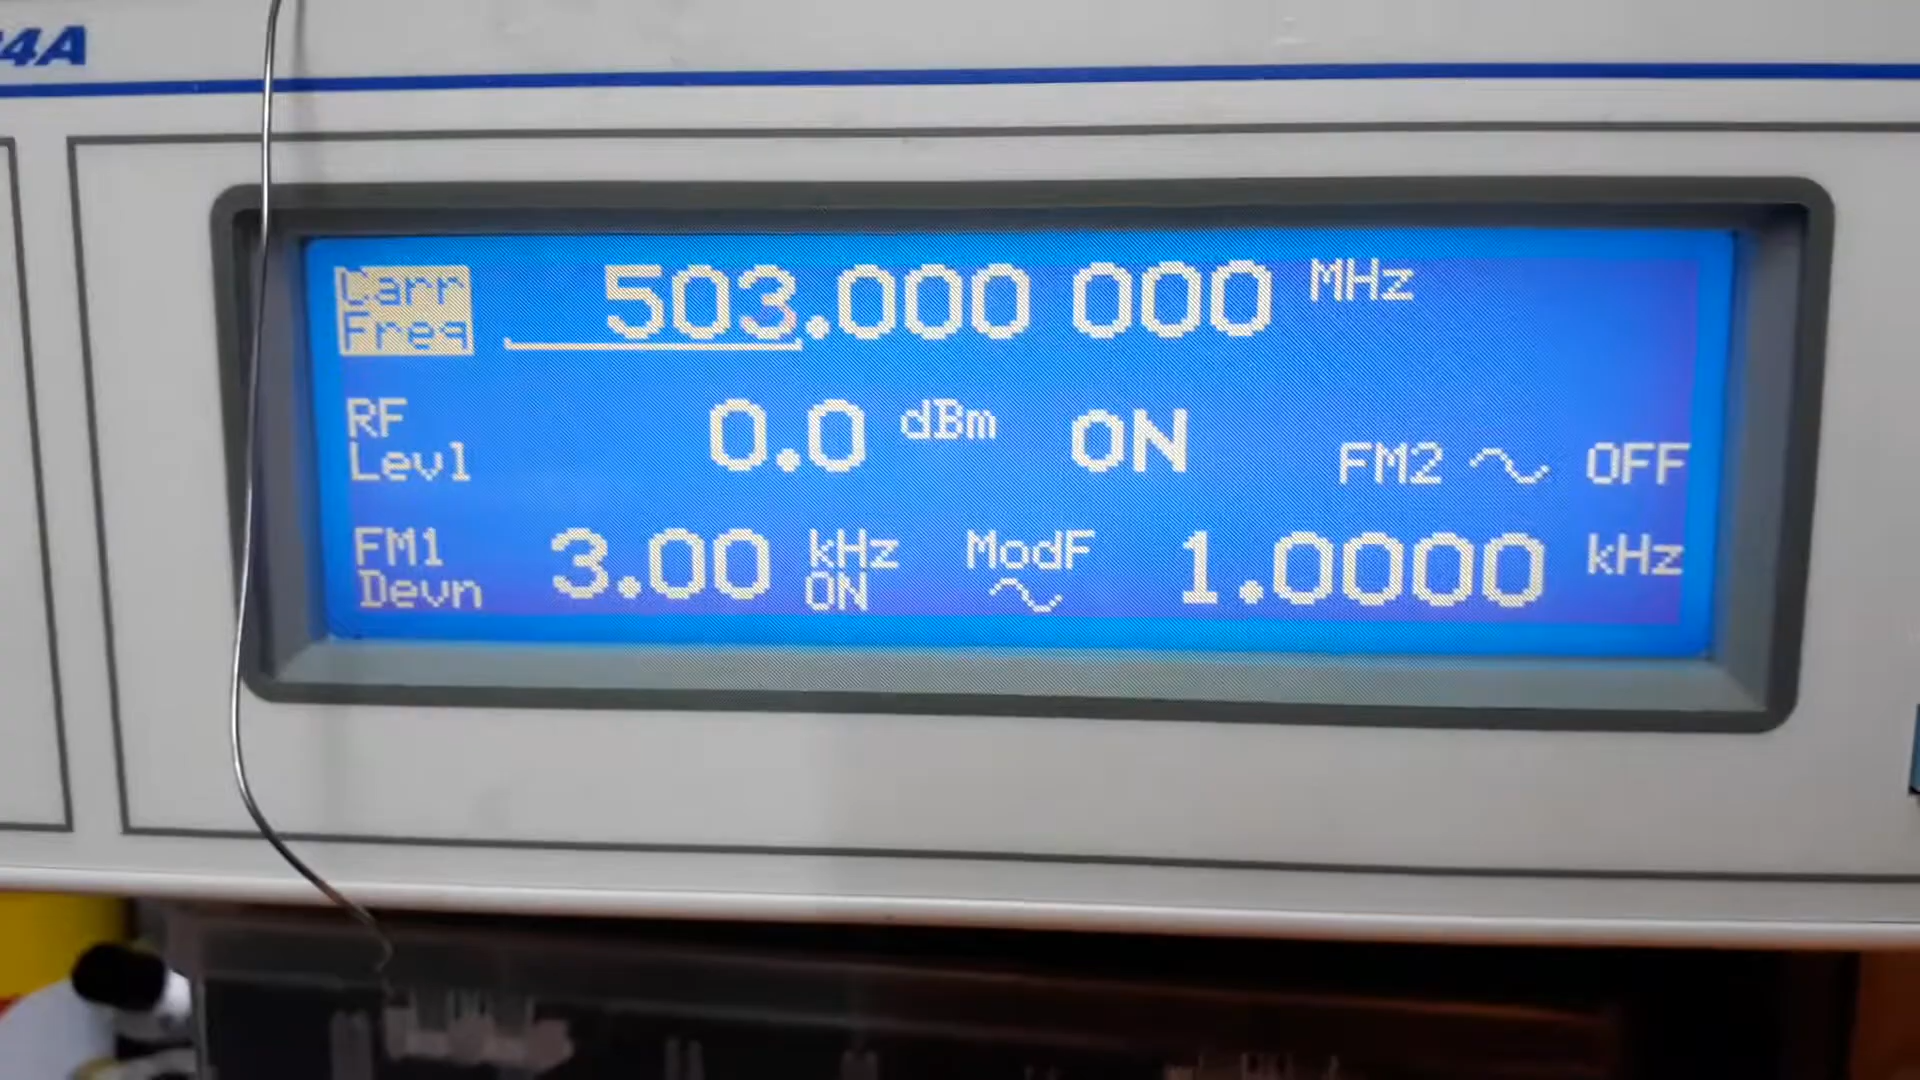 4A
Carr Freq 503.000 000 MHz
RF Levl 0.0 dBm ON
FM2 OFF
FM1 Devn 3.00 kHz ON ModF 1.0000 kHz